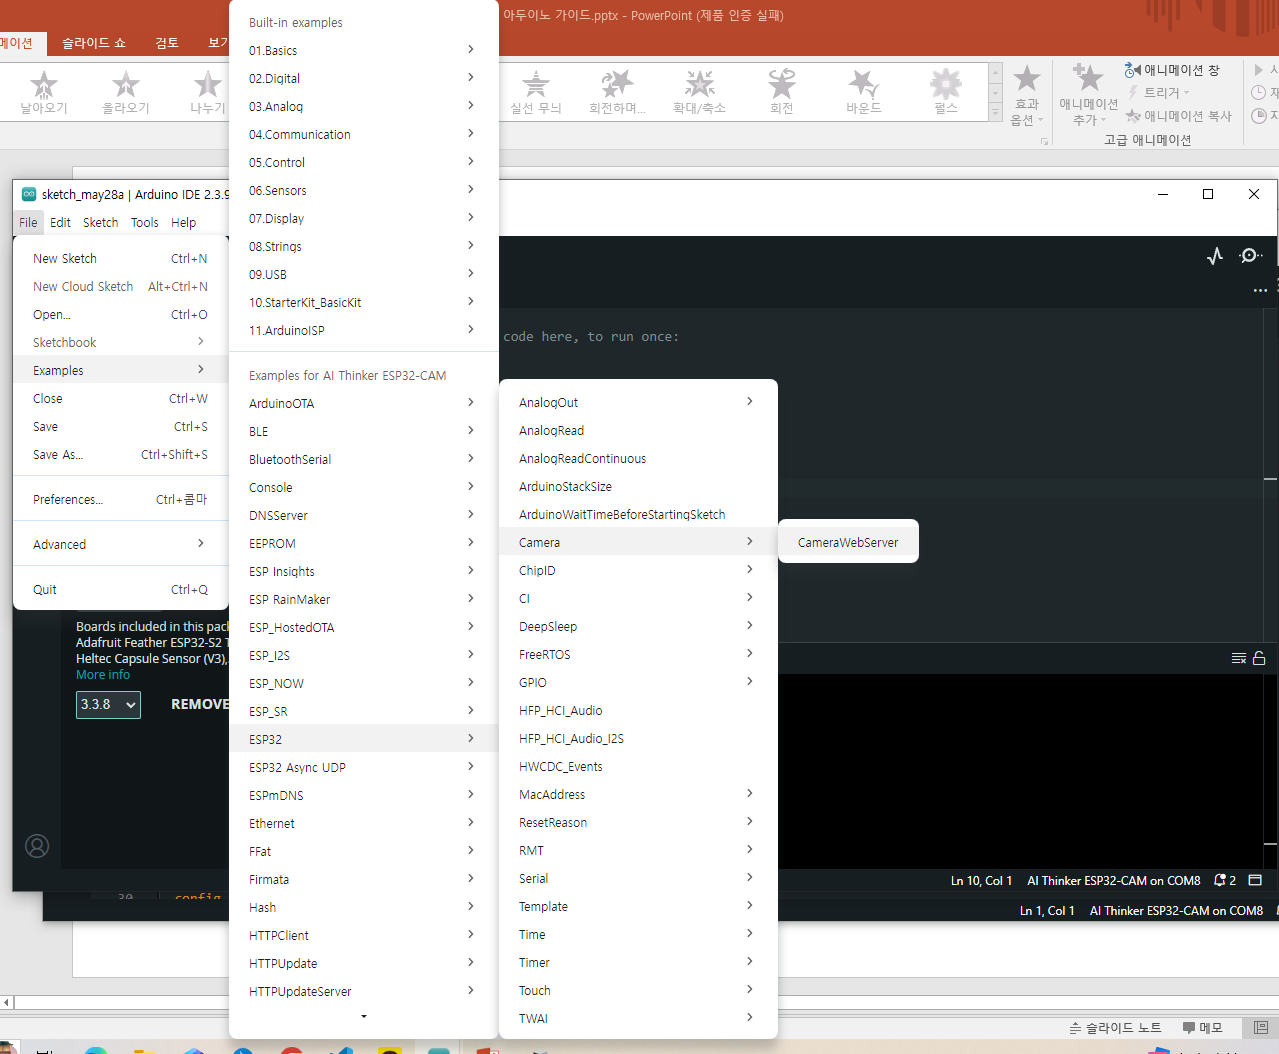 아두이노 가이드.pptx - PowerPoint (제품 인증 실패)
메이션
슬라이드 쇼
검토
보기
날아오기
올라오기
나누기
실선 무늬
회전하며...
확대/축소
회전
바운드
펄스
효과
옵션
애니메이션
추가
애니메이션 창
트리거
애니메이션 복사
고급 애니메이션
sketch_may28a | Arduino IDE 2.3.9
File Edit Sketch Tools Help
New Sketch Ctrl+N
New Cloud Sketch Alt+Ctrl+N
Open... Ctrl+O
Sketchbook
Examples
Close Ctrl+W
Save Ctrl+S
Save As... Ctrl+Shift+S
Preferences... Ctrl+콤마
Advanced
Quit Ctrl+Q
Built-in examples
01.Basics
02.Digital
03.Analog
04.Communication
05.Control
06.Sensors
07.Display
08.Strings
09.USB
10.StarterKit_BasicKit
11.ArduinoISP
Examples for AI Thinker ESP32-CAM
ArduinoOTA
BLE
BluetoothSerial
Console
DNSServer
EEPROM
ESP Insights
ESP RainMaker
ESP_HostedOTA
ESP_I2S
ESP_NOW
ESP_SR
ESP32
ESP32 Async UDP
ESPmDNS
Ethernet
FFat
Firmata
Hash
HTTPClient
HTTPUpdate
HTTPUpdateServer
AnalogOut
AnalogRead
AnalogReadContinuous
ArduinoStackSize
ArduinoWaitTimeBeforeStartingSketch
Camera
ChipID
CI
DeepSleep
FreeRTOS
GPIO
HFP_HCI_Audio
HFP_HCI_Audio_I2S
HWCDC_Events
MacAddress
ResetReason
RMT
Serial
Template
Time
Timer
Touch
TWAI
CameraWebServer
code here, to run once:
Boards included in this pac
Adafruit Feather ESP32-S2 T
Heltec Capsule Sensor (V3),
More info
3.3.8
REMOVE
30 config
Ln 10, Col 1 AI Thinker ESP32-CAM on COM8 2
Ln 1, Col 1 AI Thinker ESP32-CAM on COM8
슬라이드 노트
메모